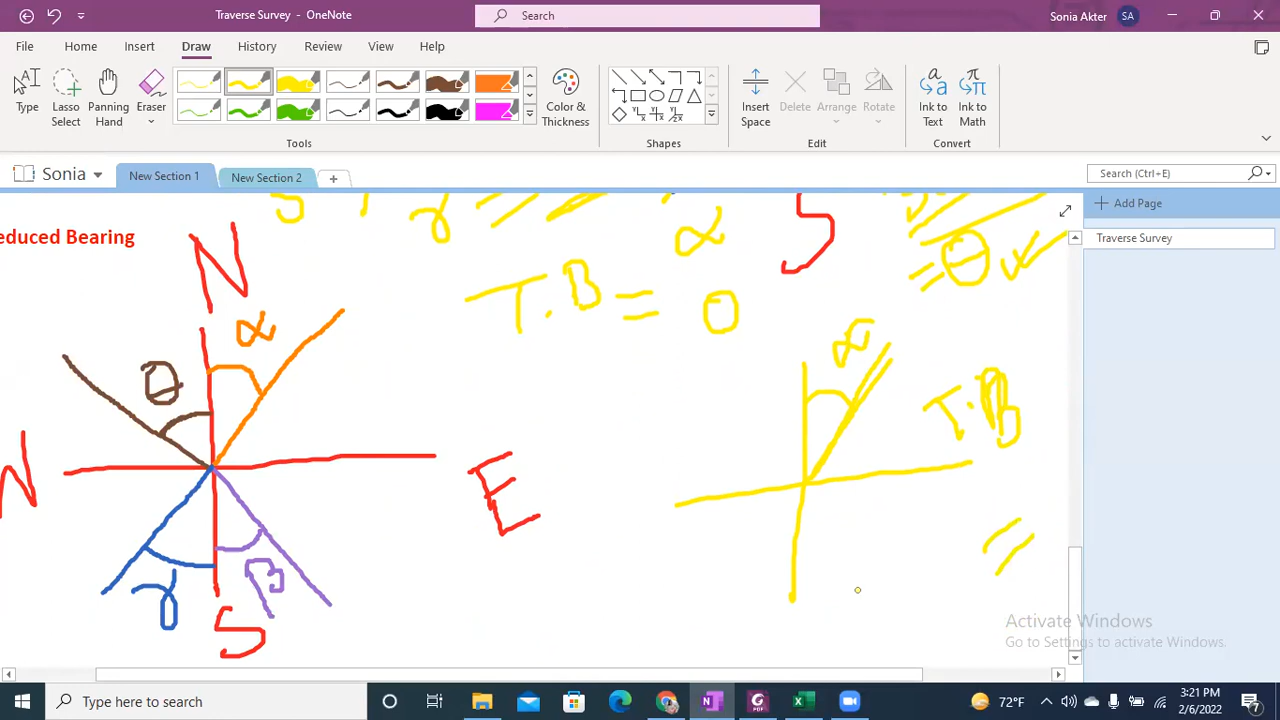 Traverse Survey - OneNote
Search
Sonia Akter SA
File Home Insert Draw History Review View Help
Type
Lasso Select
Panning Hand
Eraser
Color & Thickness
Insert Space
Delete
Arrange
Rotate
Ink to Text
Ink to Math
Tools
Shapes
Edit
Convert
Sonia
New Section 1
New Section 2
Search (Ctrl+E)
Add Page
Traverse Survey
educed Bearing
N
α
θ
E
γ
β
S
α
S
= θ
T.B = 0
α
T.B
=
Activate Windows
Go to Settings to activate Windows.
Type here to search
72°F
3:21 PM
2/6/2022
7